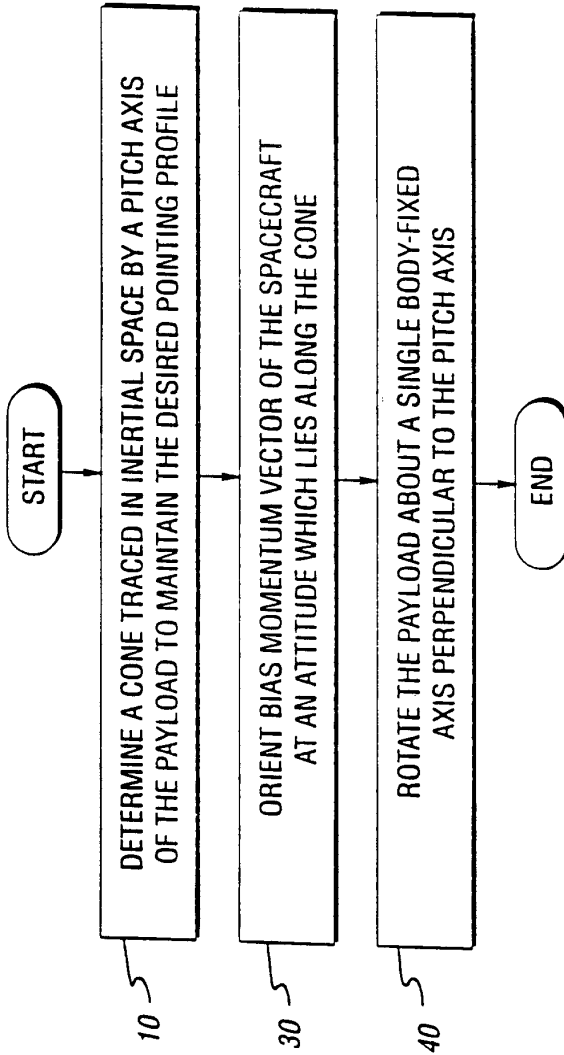 START
10
DETERMINE A CONE TRACED IN INERTIAL SPACE BY A PITCH AXIS
OF THE PAYLOAD TO MAINTAIN THE DESIRED POINTING PROFILE
30
ORIENT BIAS MOMENTUM VECTOR OF THE SPACECRAFT
AT AN ATTITUDE WHICH LIES ALONG THE CONE
40
ROTATE THE PAYLOAD ABOUT A SINGLE BODY-FIXED
AXIS PERPENDICULAR TO THE PITCH AXIS
END